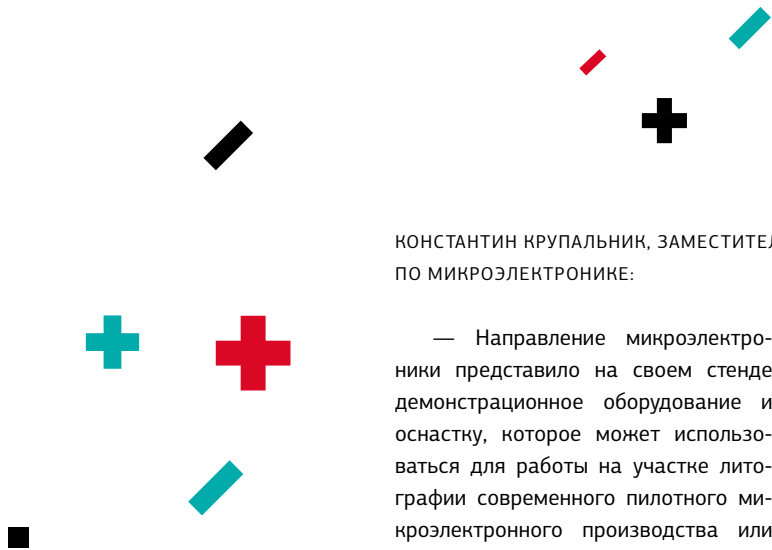 КОНСТАНТИН КРУПАЛЬНИК,
ПО МИКРОЭЛЕКТРОНИКЕ:
— Направление микроэлектро-
ники представило на своем стенде
демонстрационное оборудование и
оснастку, которое может использо-
ваться для работы на участке лито-
графии современного пилотного ми-
кроэлектронного производства или